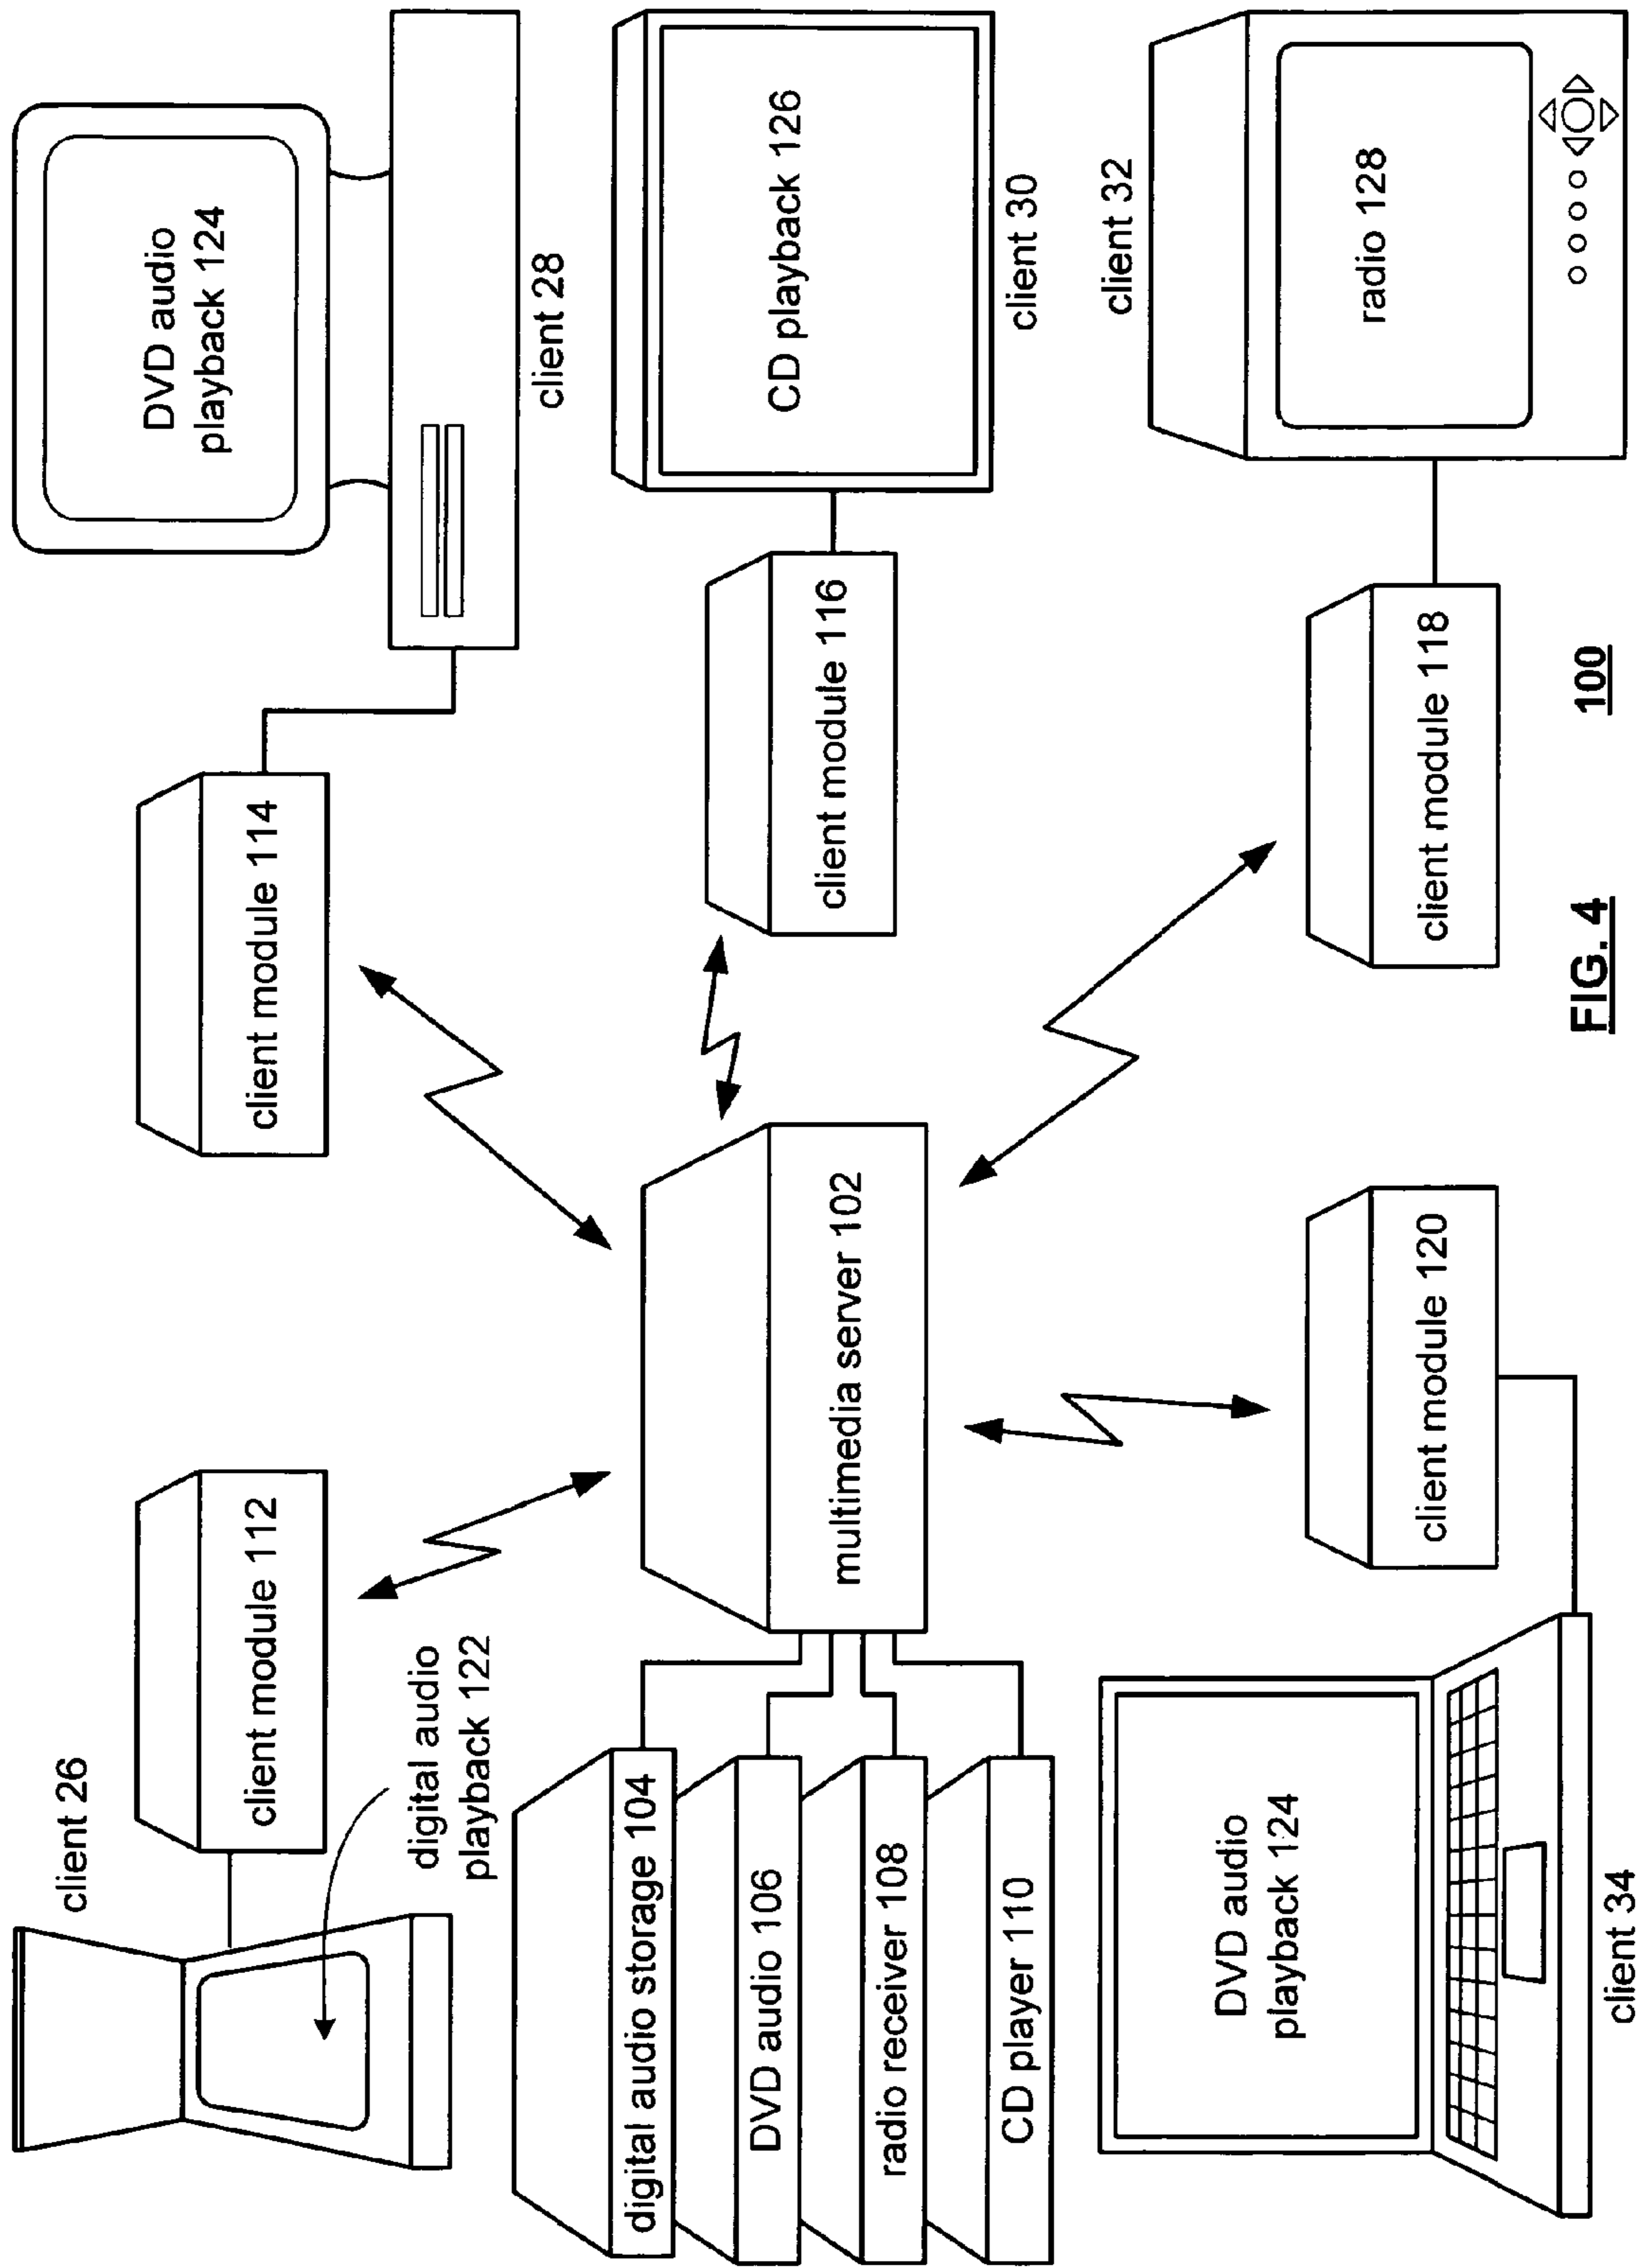 client 26
client module 112
digital audio
playback 122
client module 114
DVD audio
playback 124
client 28
digital audio storage 104
DVD audio 106
radio receiver 108
CD player 110
multimedia server 102
client module 116
CD playback 126
client 30
DVD audio
playback 124
client 34
client module 120
client module 118
client 32
radio 128
FIG. 4
100